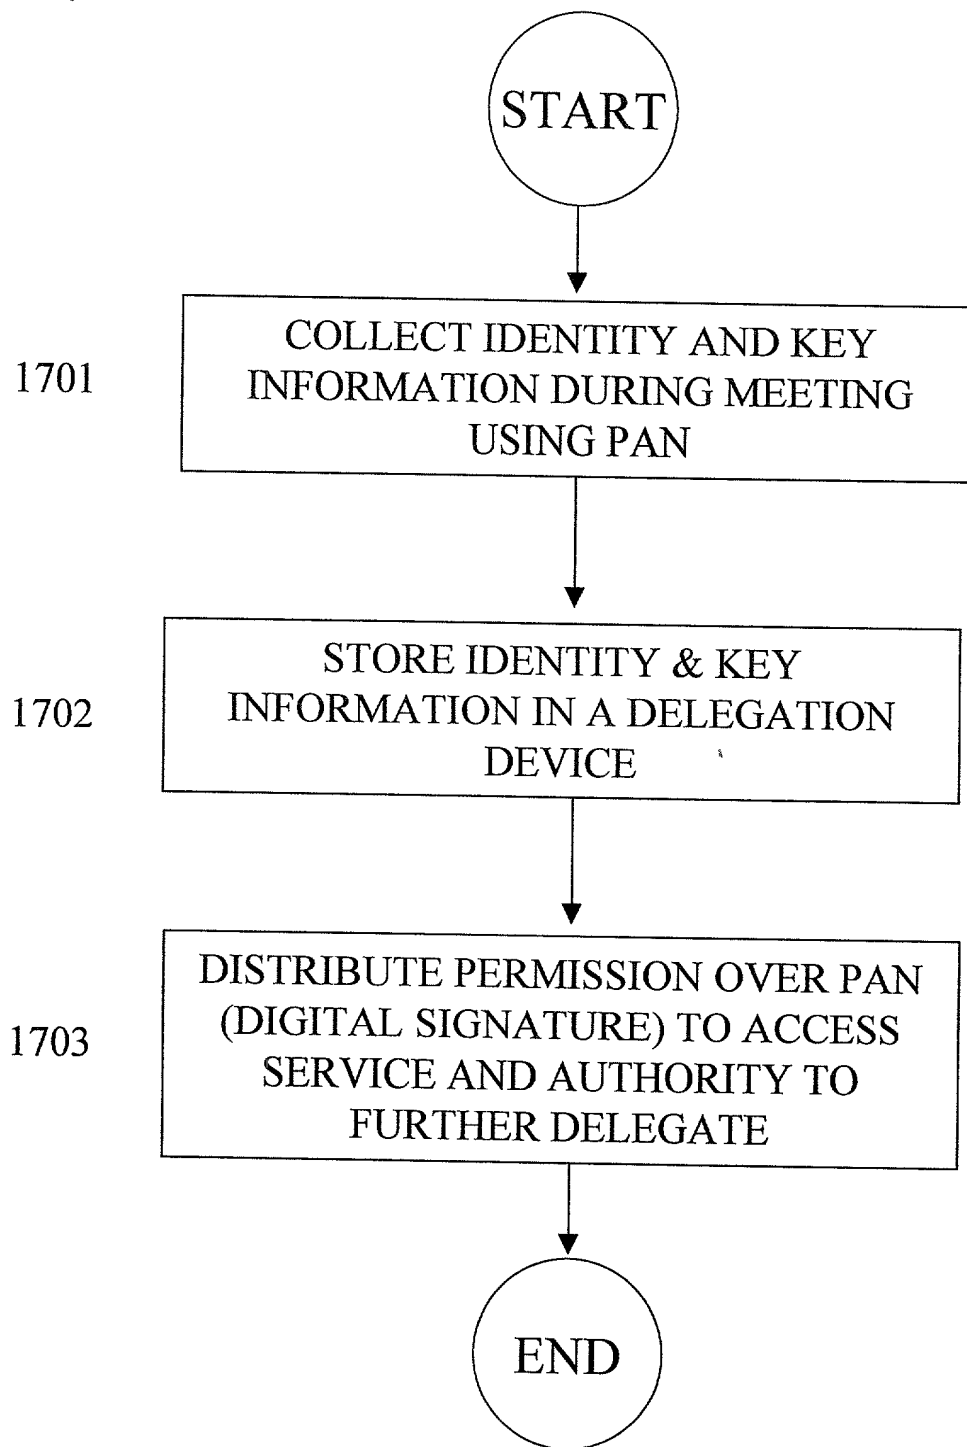 START
1701
COLLECT IDENTITY AND KEY
INFORMATION DURING MEETING
USING PAN
1702
STORE IDENTITY & KEY
INFORMATION IN A DELEGATION
DEVICE
1703
DISTRIBUTE PERMISSION OVER PAN
(DIGITAL SIGNATURE) TO ACCESS
SERVICE AND AUTHORITY TO
FURTHER DELEGATE
END